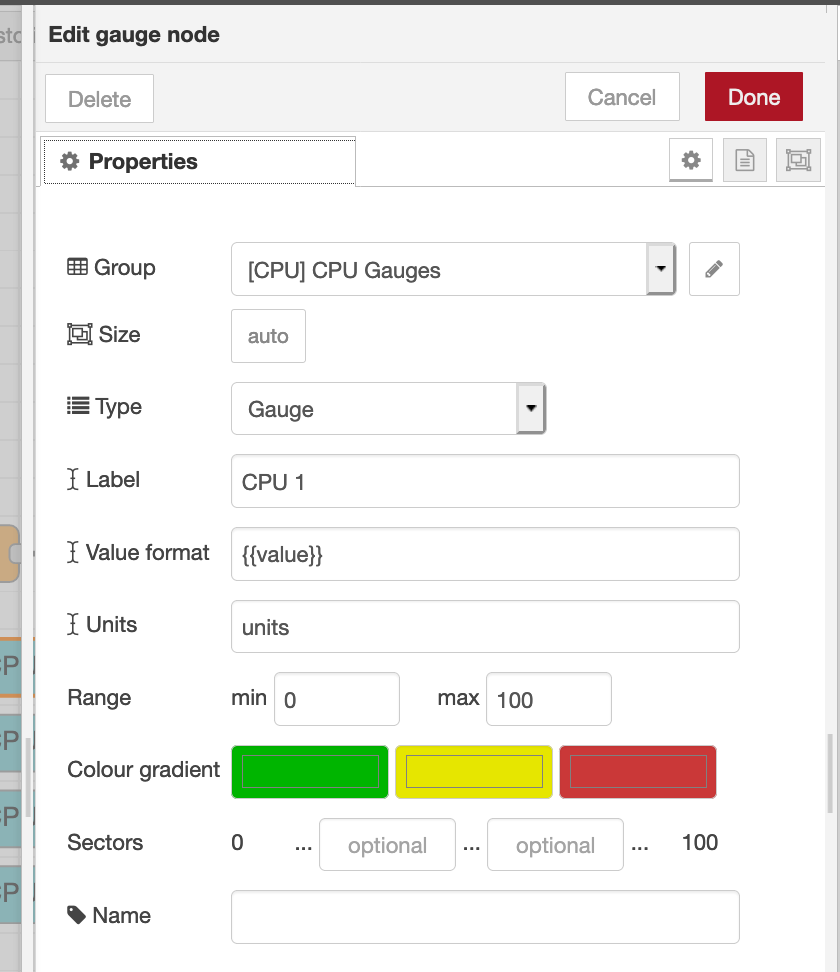 Edit gauge node
Delete
Cancel
Done
Properties
Group
[CPU] CPU Gauges
Size
auto
Type
Gauge
Label
CPU 1
Value format
{{value}}
Units
units
Range
min
0
max
100
Colour gradient
Sectors
0
...
optional
...
optional
...
100
Name